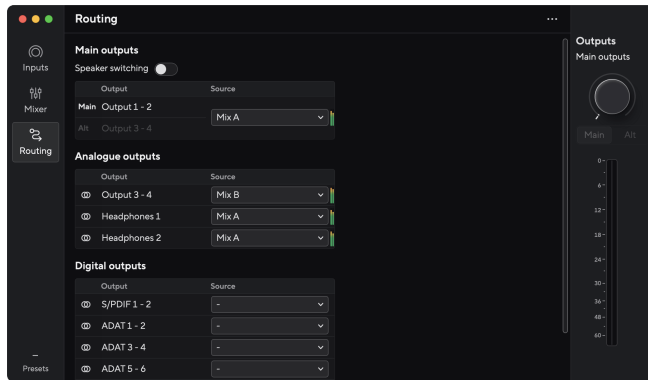 Routing
...
Inputs
Mixer
Routing
Presets
Main outputs
Speaker switching
Output Source
Main Output 1 - 2
Mix A
Alt Output 3 - 4
Analogue outputs
Output Source
Output 3 - 4 Mix B
Headphones 1 Mix A
Headphones 2 Mix A
Digital outputs
Output Source
S/PDIF 1 - 2 -
ADAT 1 - 2 -
ADAT 3 - 4 -
ADAT 5 - 6 -
Outputs
Main outputs
Main Alt
0
6
12
18
24
30
36
48
60